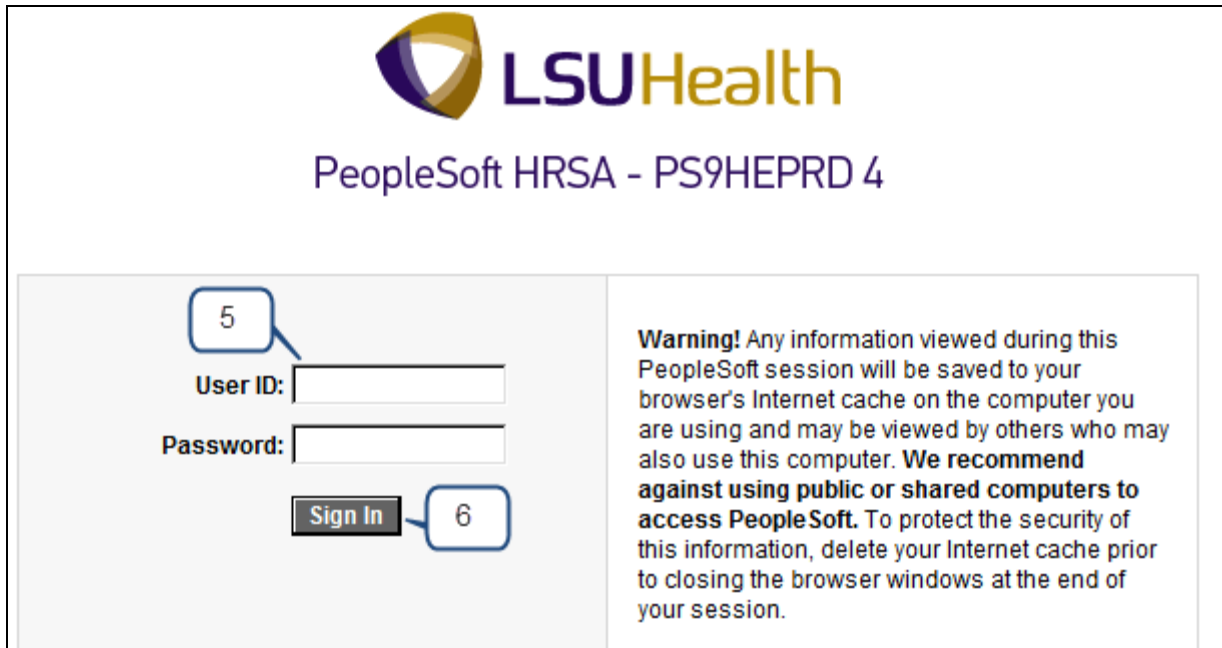 LSUHealth
PeopleSoft HRSA - PS9HEPRD 4
5
User ID:
Password:
Sign In
6
Warning! Any information viewed during this
PeopleSoft session will be saved to your
browser's Internet cache on the computer you
are using and may be viewed by others who may
also use this computer. We recommend
against using public or shared computers to
access PeopleSoft. To protect the security of
this information, delete your Internet cache prior
to closing the browser windows at the end of
your session.